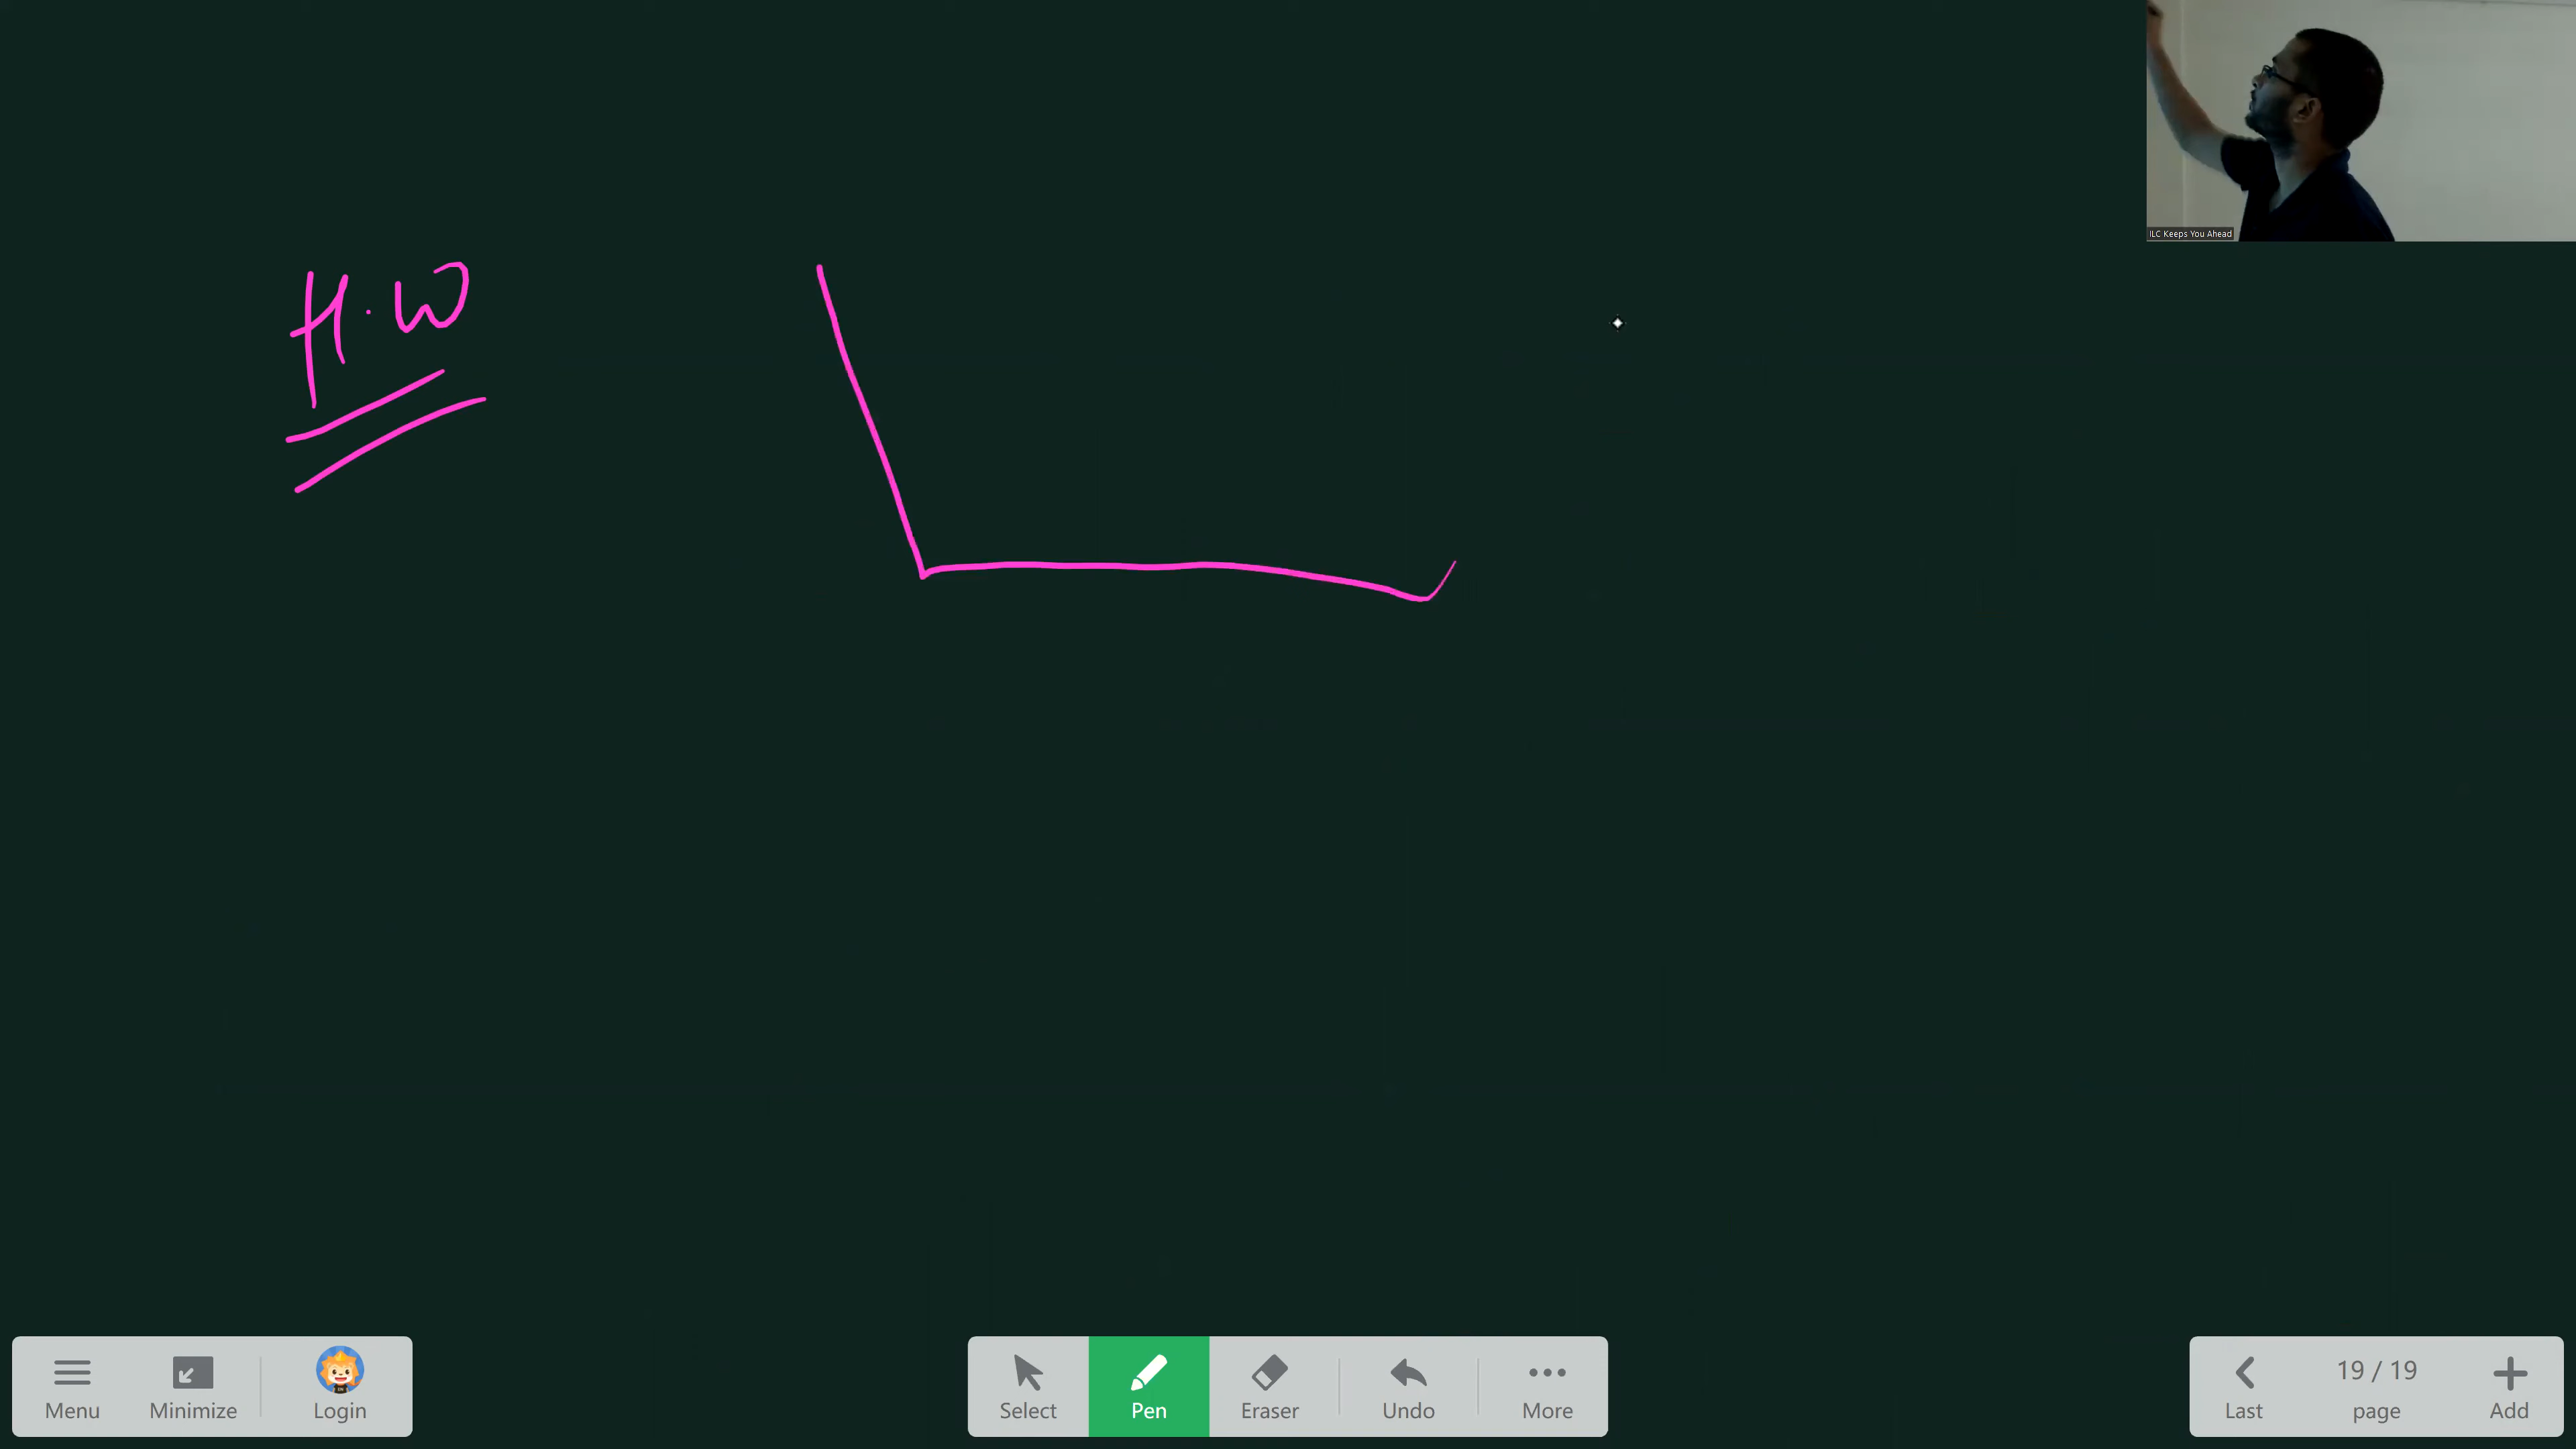 ILC Keeps You Ahead
H.W
Menu Minimize Login
Select Pen Eraser Undo More
Last 19 / 19 page Add